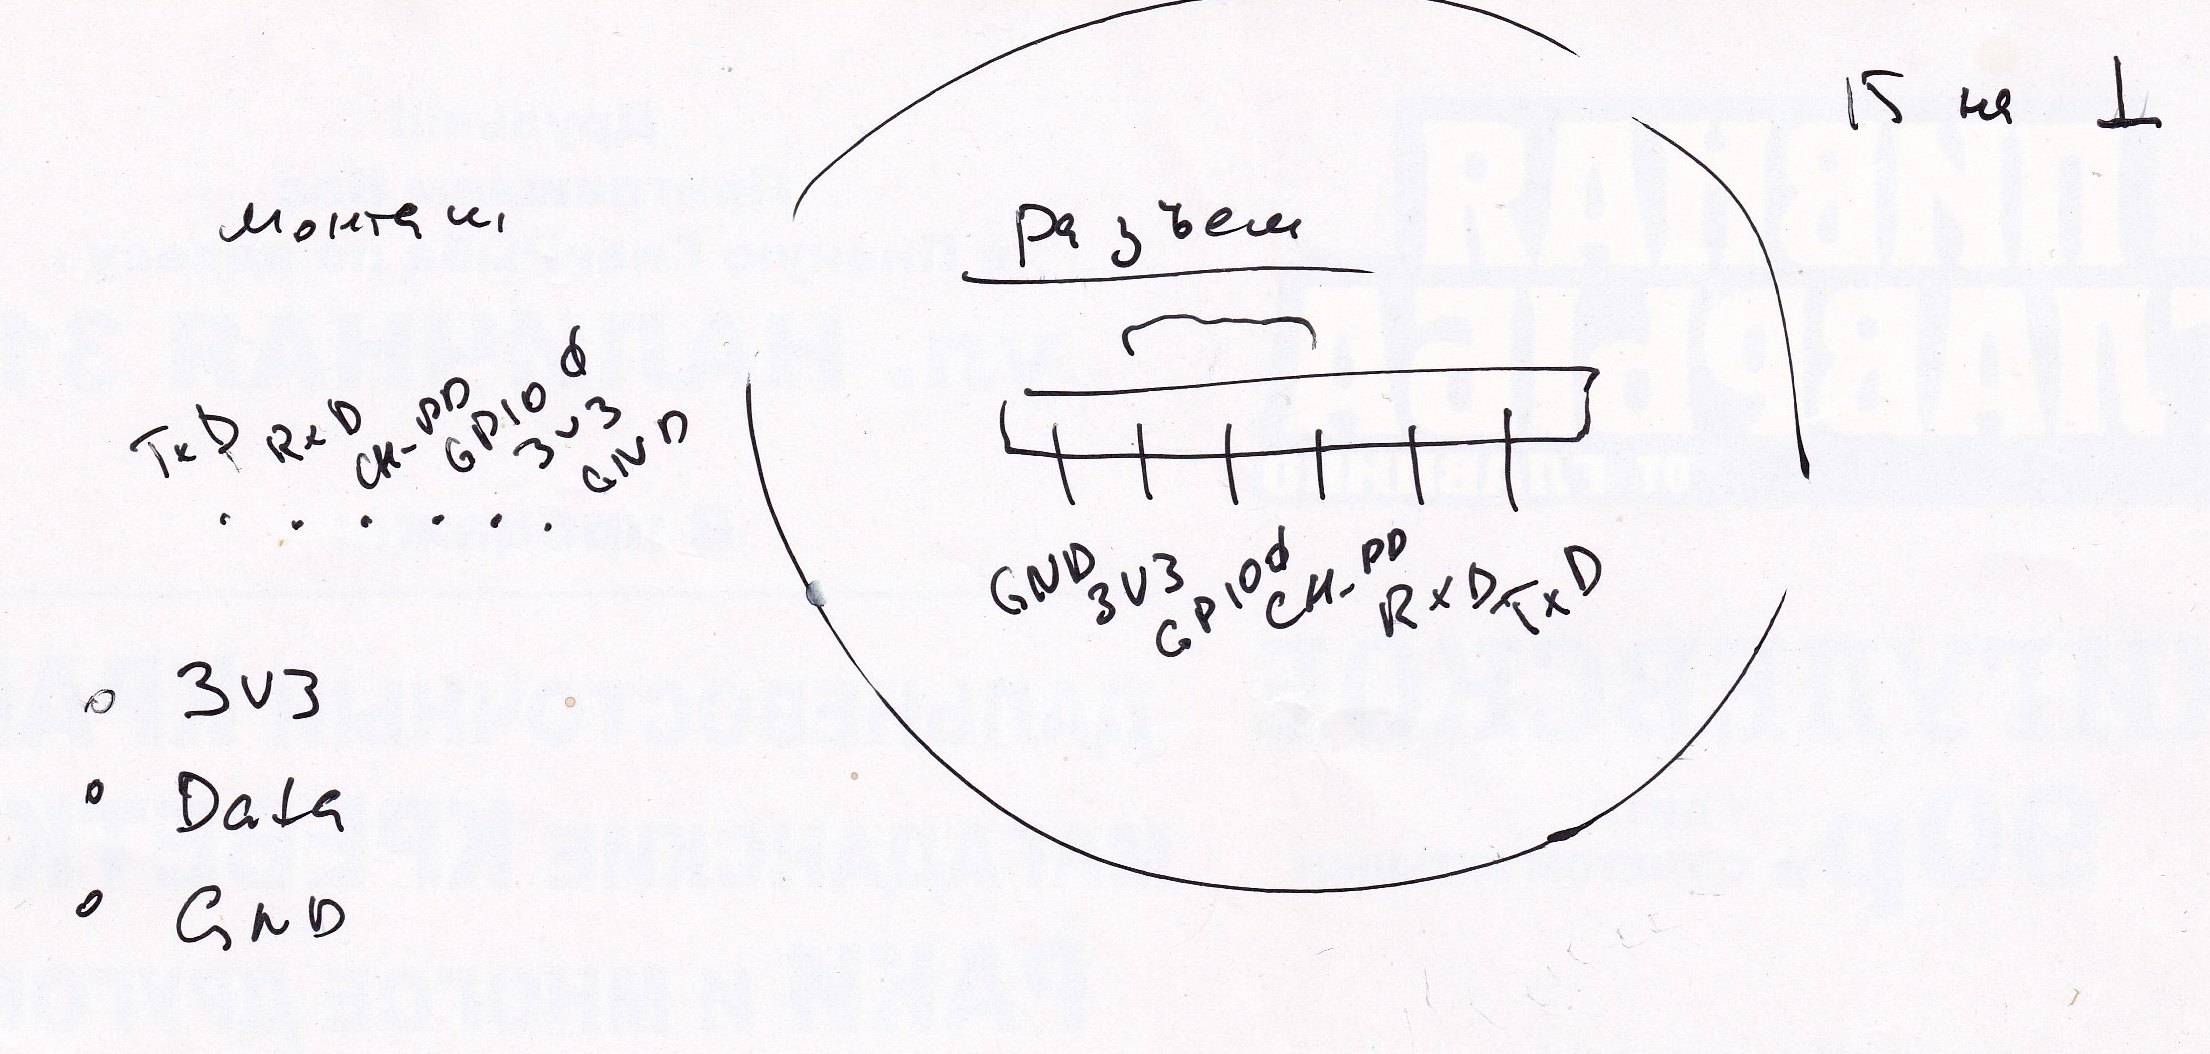 15 на ⊥
монтаж
разъем
TxD RxD CH-PD GPIO0 3V3 GND
GND 3V3 GPIO0 CH-PD RxD TxD
3V3
Data
GND